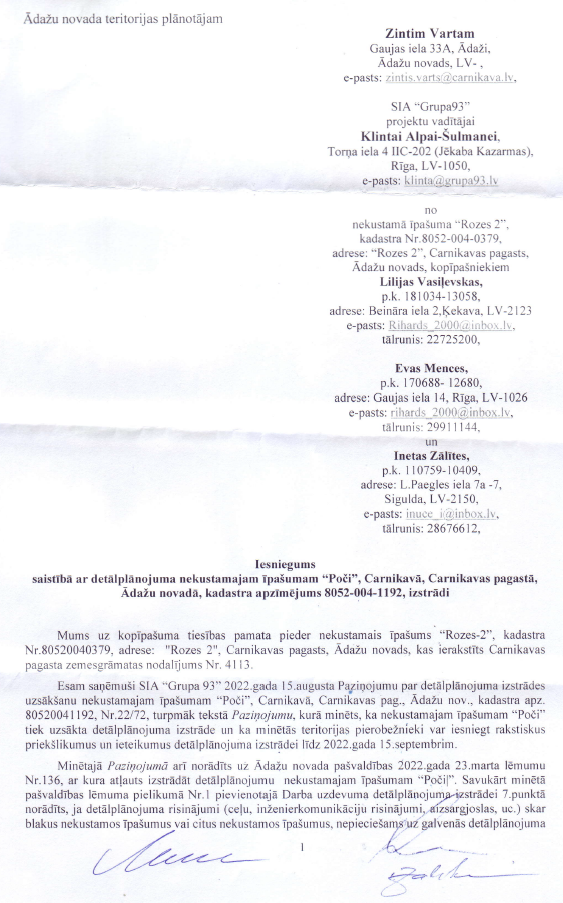 Ādažu novada teritorijas plānotājam
Zintim Vartam
Gaujas iela 33A, Ādaži,
Ādažu novads, LV- ,
e-pasts: zintis.varts@carnikava.lv,
SIA “Grupa93”
projektu vadītājai
Klintai Alpai-Šulmanei,
Torņa iela 4 IIC-202 (Jēkaba Kazarmas),
Rīga, LV-1050,
e-pasts: klinta@grupa93.lv
no
nekustamā īpašuma “Rozes 2”,
kadastra Nr.8052-004-0379,
adrese: “Rozes 2”, Carnikavas pagasts,
Ādažu novads, kopīpašniekiem
Lilijas Vasiļevskas,
p.k. 181034-13058,
adrese: Beināra iela 2,Ķekava, LV-2123
e-pasts: Rihards_2000@inbox.lv,
tālrunis: 22725200,
Evas Mences,
p.k. 170688- 12680,
adrese: Gaujas iela 14, Rīga, LV-1026
e-pasts: rihards_2000@inbox.lv,
tālrunis: 29911144,
un
Inetas Zālītes,
p.k. 110759-10409,
adrese: L.Paegles iela 7a -7,
Sigulda, LV-2150,
e-pasts: inuce_i@inbox.lv,
tālrunis: 28676612,
Iesniegums
saistībā ar detālplānojuma nekustamajam īpašumam “Poči”, Carnikavā, Carnikavas pagastā,
Ādažu novadā, kadastra apzīmējums 8052-004-1192, izstrādi
Mums uz kopīpašuma tiesības pamata pieder nekustamais īpašums “Rozes-2”, kadastra
Nr.80520040379, adrese: "Rozes 2", Carnikavas pagasts, Ādažu novads, kas ierakstīts Carnikavas
pagasta zemesgrāmatas nodalījums Nr. 4113.
Esam saņēmuši SIA “Grupa 93” 2022.gada 15.augusta Paziņojumu par detālplānojuma izstrādes
uzsākšanu nekustamajam īpašumam “Poči”, Carnikavā, Carnikavas pag., Ādažu nov., kadastra apz.
80520041192, Nr.22/72, turpmāk tekstā Paziņojumu, kurā minēts, ka nekustamajam īpašumam “Poči”
tiek uzsākta detālplānojuma izstrāde un ka minētās teritorijas pierobežnieki var iesniegt rakstiskus
priekšlikumus un ieteikumus detālplānojuma izstrādei līdz 2022.gada 15.septembrim.
Minētajā Paziņojumā arī norādīts uz Ādažu novada pašvaldības 2022.gada 23.marta lēmumu
Nr.136, ar kura atļauts izstrādāt detālplānojumu nekustamajam īpašumam “Poči”. Savukārt minētā
pašvaldības lēmuma pielikumā Nr.1 pievienotajā Darba uzdevuma detālplānojuma izstrādei 7.punktā
norādīts, ja detālplānojuma risinājumi (ceļu, inženierkomunikāciju risinājumi, aizsargjoslas, uc.) skar
blakus nekustamos īpašumus vai citus nekustamos īpašumus, nepieciešams uz galvenās detālplānojuma
1